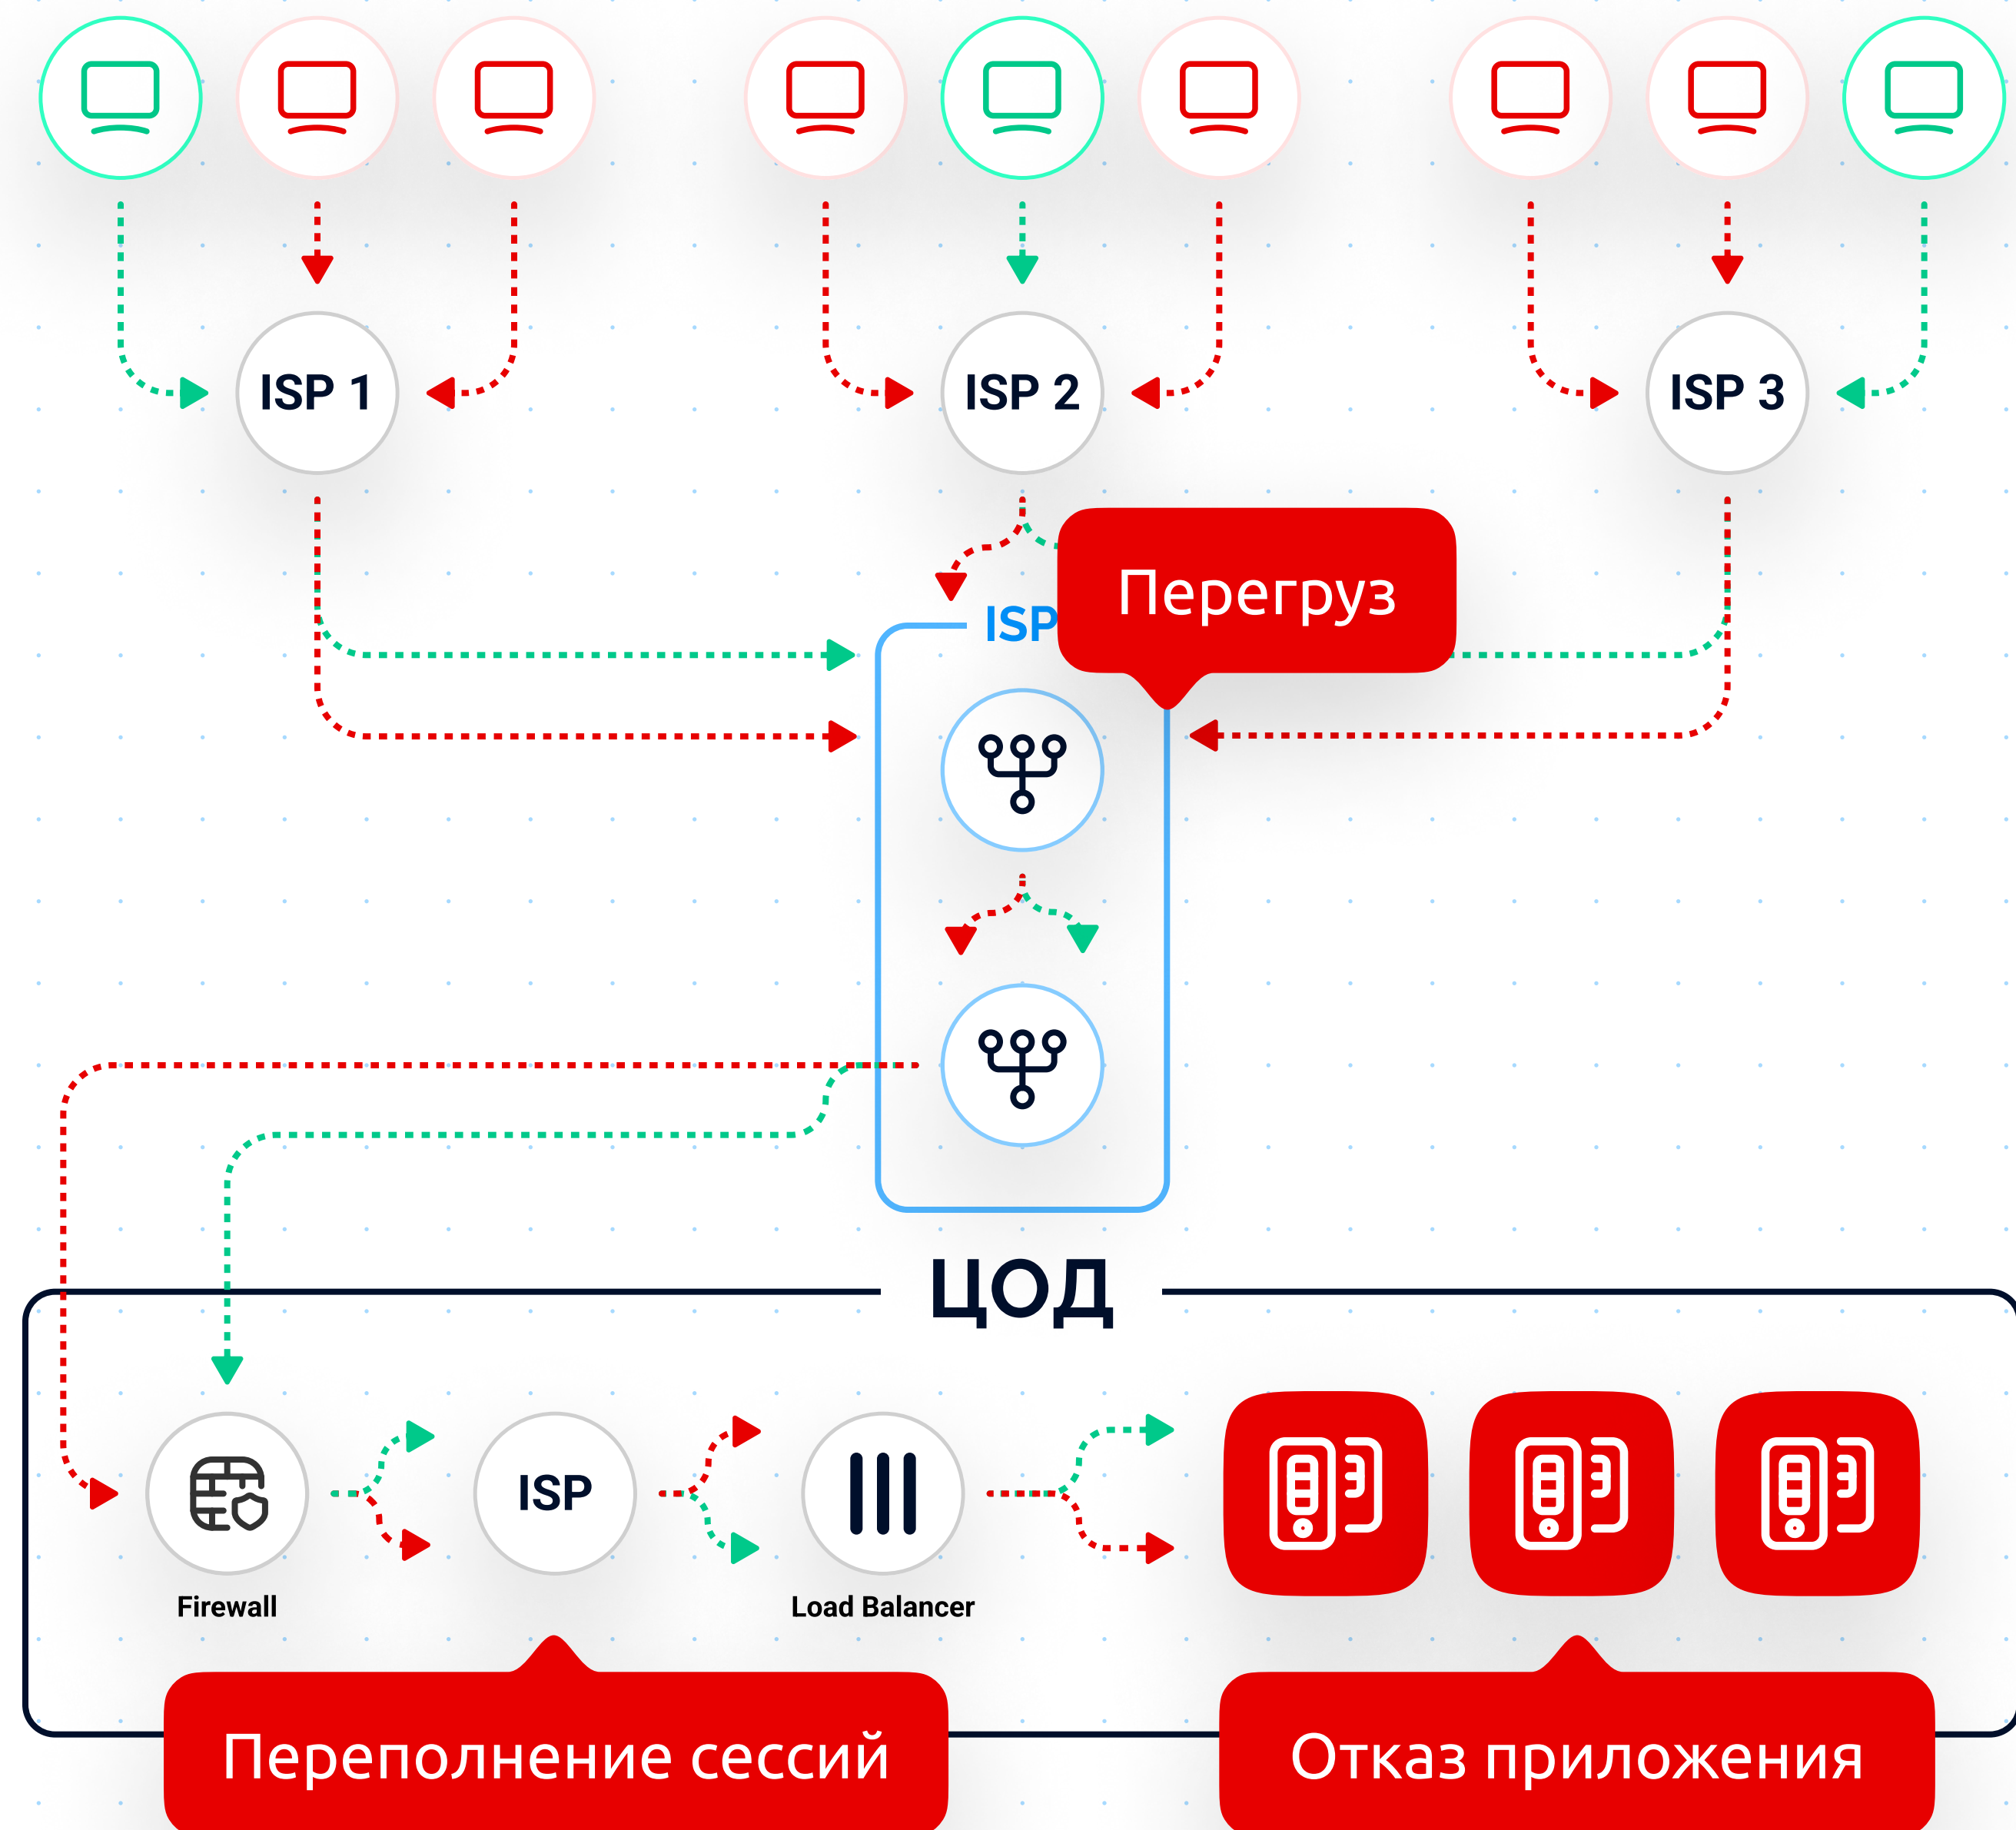 ISP 1
ISP 2
ISP 3
Перегруз
ISP
ЦОД
ISP
Firewall
Load Balancer
Переполнение сессий
Отказ приложения